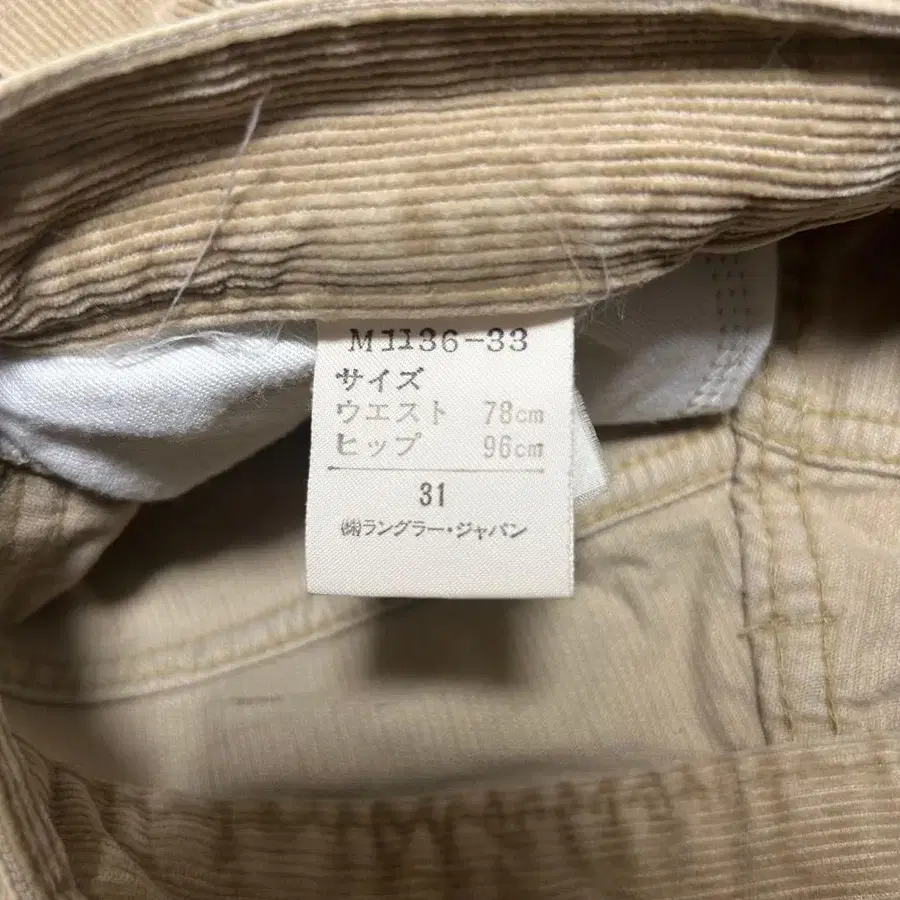 M1136-33
サイズ
ウエスト 78cm
ヒップ 96cm
31
㈱ラングラー・ジャパン